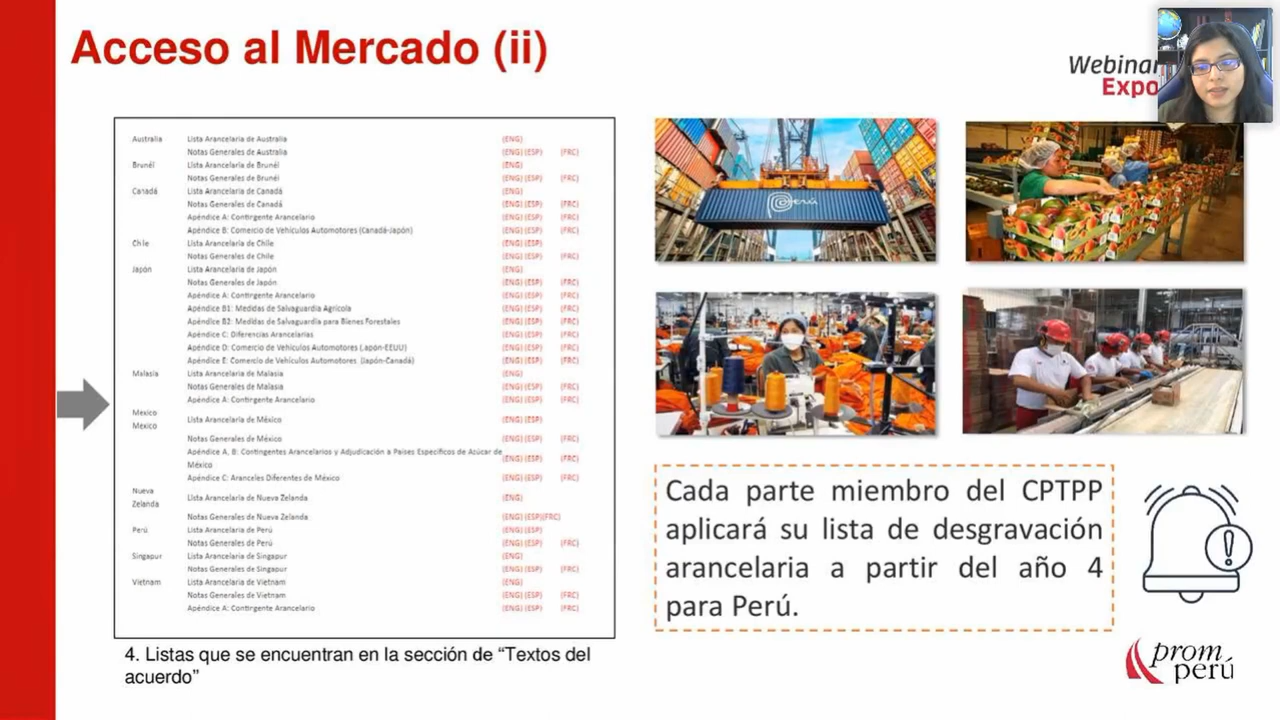 Acceso al Mercado (ii)
Webinar
Expo
Australia Lista Arancelaria de Australia (ENG)
Notas Generales de Australia (ENG) (ESP) (FRC)
Brunéi Lista Arancelaria de Brunéi (ENG)
Notas Generales de Brunéi (ENG) (ESP) (FRC)
Canadá Lista Arancelaria de Canadá (ENG)
Notas Generales de Canadá (ENG) (ESP) (FRC)
Apéndice A: Contingente Arancelario (ENG) (ESP) (FRC)
Apéndice B: Comercio de Vehículos Automotores (Canadá-Japón) (ENG) (ESP) (FRC)
Chile Lista Arancelaria de Chile (ENG) (ESP)
Notas Generales de Chile (ENG) (ESP) (FRC)
Japón Lista Arancelaria de Japón (ENG)
Notas Generales de Japón (ENG) (ESP) (FRC)
Apéndice A: Contingente Arancelario (ENG) (ESP) (FRC)
Apéndice B1: Medidas de Salvaguardia Agrícola (ENG) (ESP) (FRC)
Apéndice B2: Medidas de Salvaguardia para Bienes Forestales (ENG) (ESP) (FRC)
Apéndice C: Diferencias Arancelarias (ENG) (ESP) (FRC)
Apéndice D: Comercio de Vehículos Automotores (Japón-EEUU) (ENG) (ESP) (FRC)
Apéndice E: Comercio de Vehículos Automotores (Japón-Canadá) (ENG) (ESP) (FRC)
Malasia Lista Arancelaria de Malasia (ENG)
Notas Generales de Malasia (ENG) (ESP) (FRC)
Apéndice A: Contingente Arancelario (ENG) (ESP) (FRC)
Mexico
Mexico Lista Arancelaria de México (ENG) (ESP)
Notas Generales de México (ENG) (ESP) (FRC)
Apéndice A, B: Contingentes Arancelarios y Adjudicación a Países Específicos de Azúcar de
México (ENG) (ESP) (FRC)
Apéndice C: Aranceles Diferentes de México (ENG) (ESP) (FRC)
Nueva
Zelanda Lista Arancelaria de Nueva Zelanda (ENG)
Notas Generales de Nueva Zelanda (ENG) (ESP)(FRC)
Perú Lista Arancelaria de Perú (ENG) (ESP)
Notas Generales de Perú (ENG) (ESP) (FRC)
Singapur Lista Arancelaria de Singapur (ENG)
Notas Generales de Singapur (ENG) (ESP) (FRC)
Vietnam Lista Arancelaria de Vietnam (ENG)
Notas Generales de Vietnam (ENG) (ESP) (FRC)
Apéndice A: Contingente Arancelario (ENG) (ESP) (FRC)
4. Listas que se encuentran en la sección de “Textos del
acuerdo”
Perú
Cada parte miembro del CPTPP
aplicará su lista de desgravación
arancelaria a partir del año 4
para Perú.
prom
perú